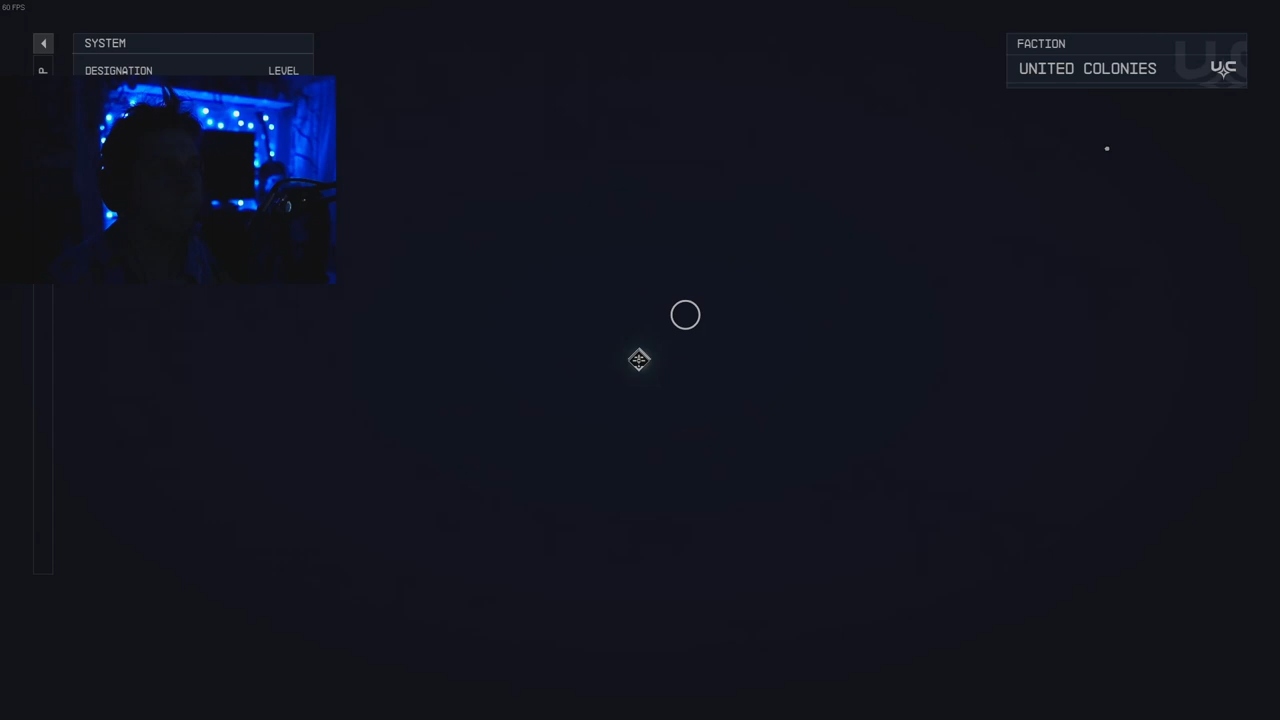 60 FPS
SYSTEM
DESIGNATION LEVEL
P
FACTION
UNITED COLONIES UC